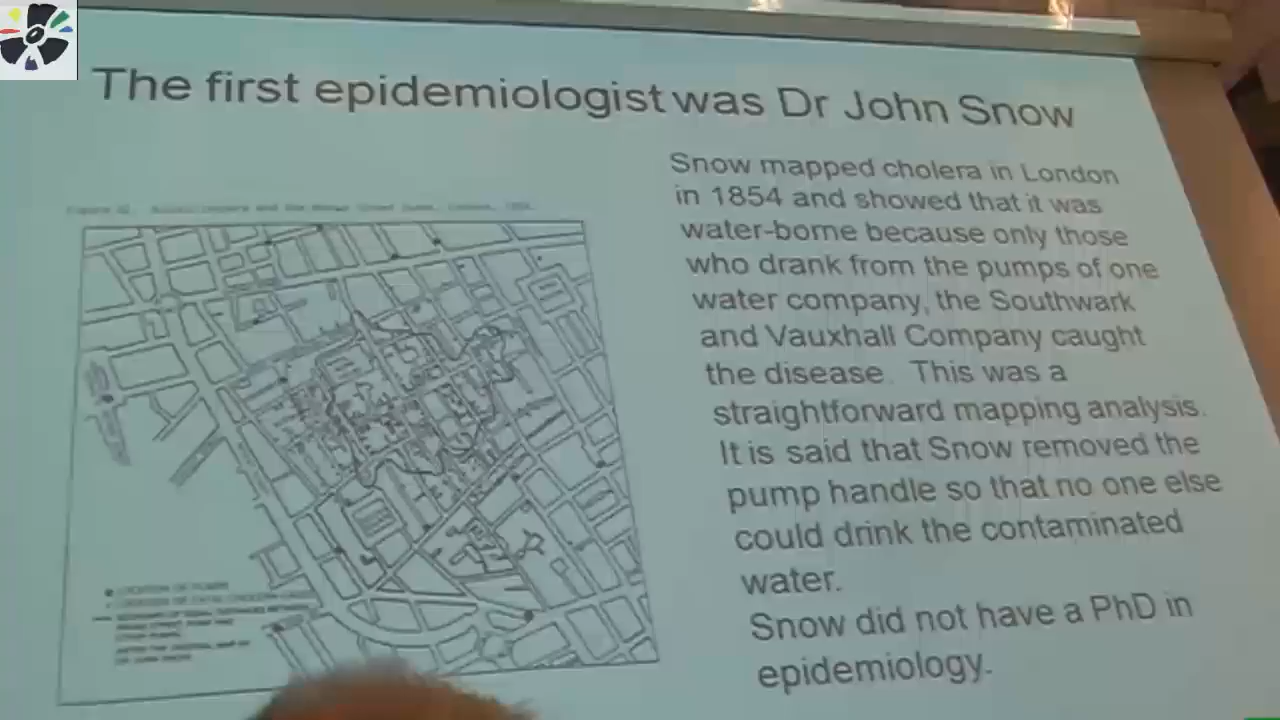 The first epidemiologist was Dr John Snow
Snow mapped cholera in London
in 1854 and showed that it was
water-borne because only those
who drank from the pumps of one
water company, the Southwark
and Vauxhall Company caught
the disease. This was a
straightforward mapping analysis.
It is said that Snow removed the
pump handle so that no one else
could drink the contaminated
water.
Snow did not have a PhD in
epidemiology.
LOCATION OF PUMPS